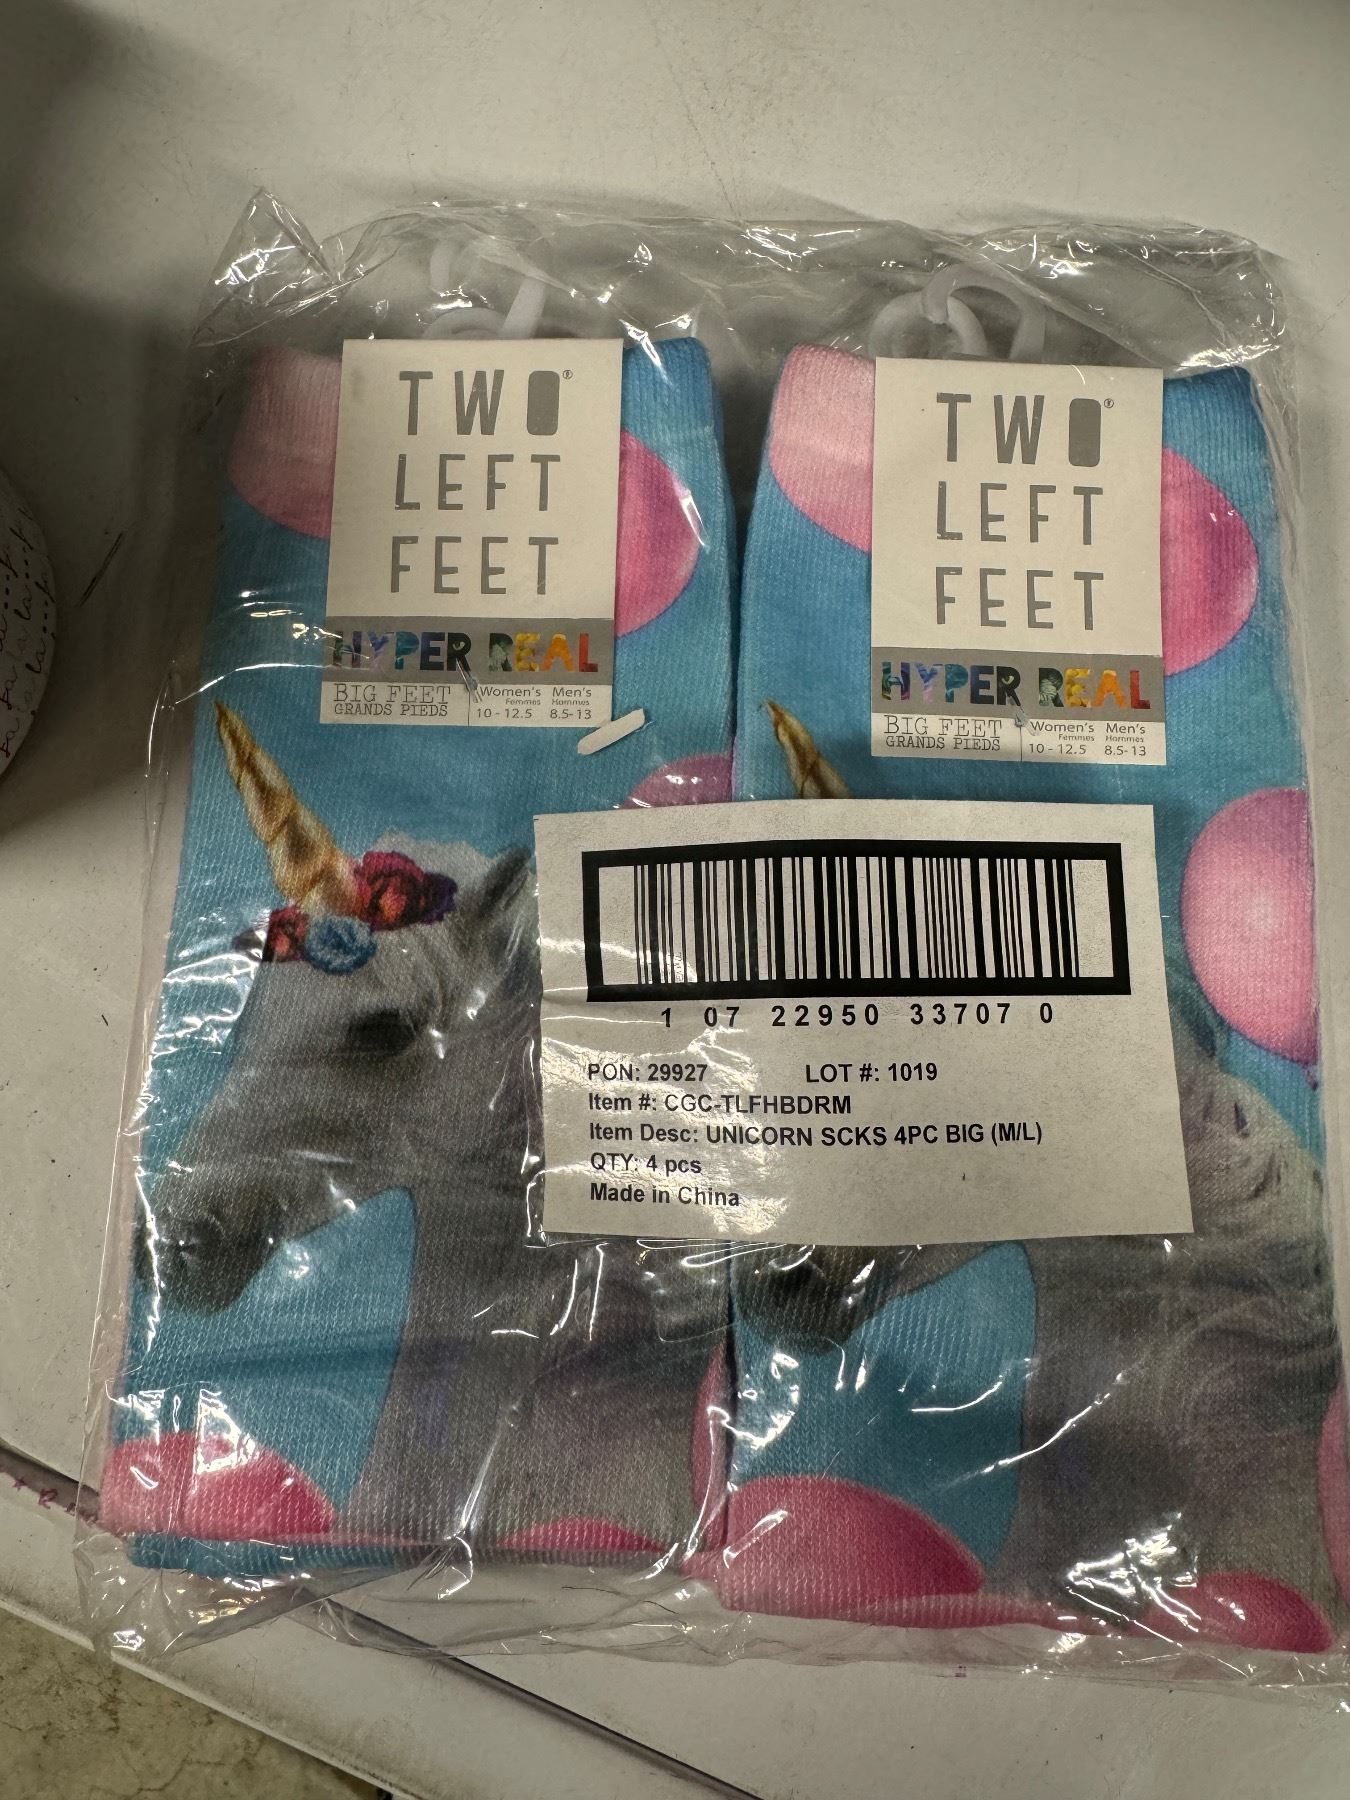 TWO®
LEFT
FEET
HYPER REAL
BIG FEET
GRANDS PIEDS
Women's Men's
Femmes Hommes
10 - 12.5 8.5-13
TWO®
LEFT
FEET
HYPER REAL
BIG FEET
GRANDS PIEDS
Women's Men's
Femmes Hommes
10 - 12.5 8.5-13
1 07 22950 33707 0
PON: 29927 LOT #: 1019
Item #: CGC-TLFHBDRM
Item Desc: UNICORN SCKS 4PC BIG (M/L)
QTY: 4 pcs
Made in China